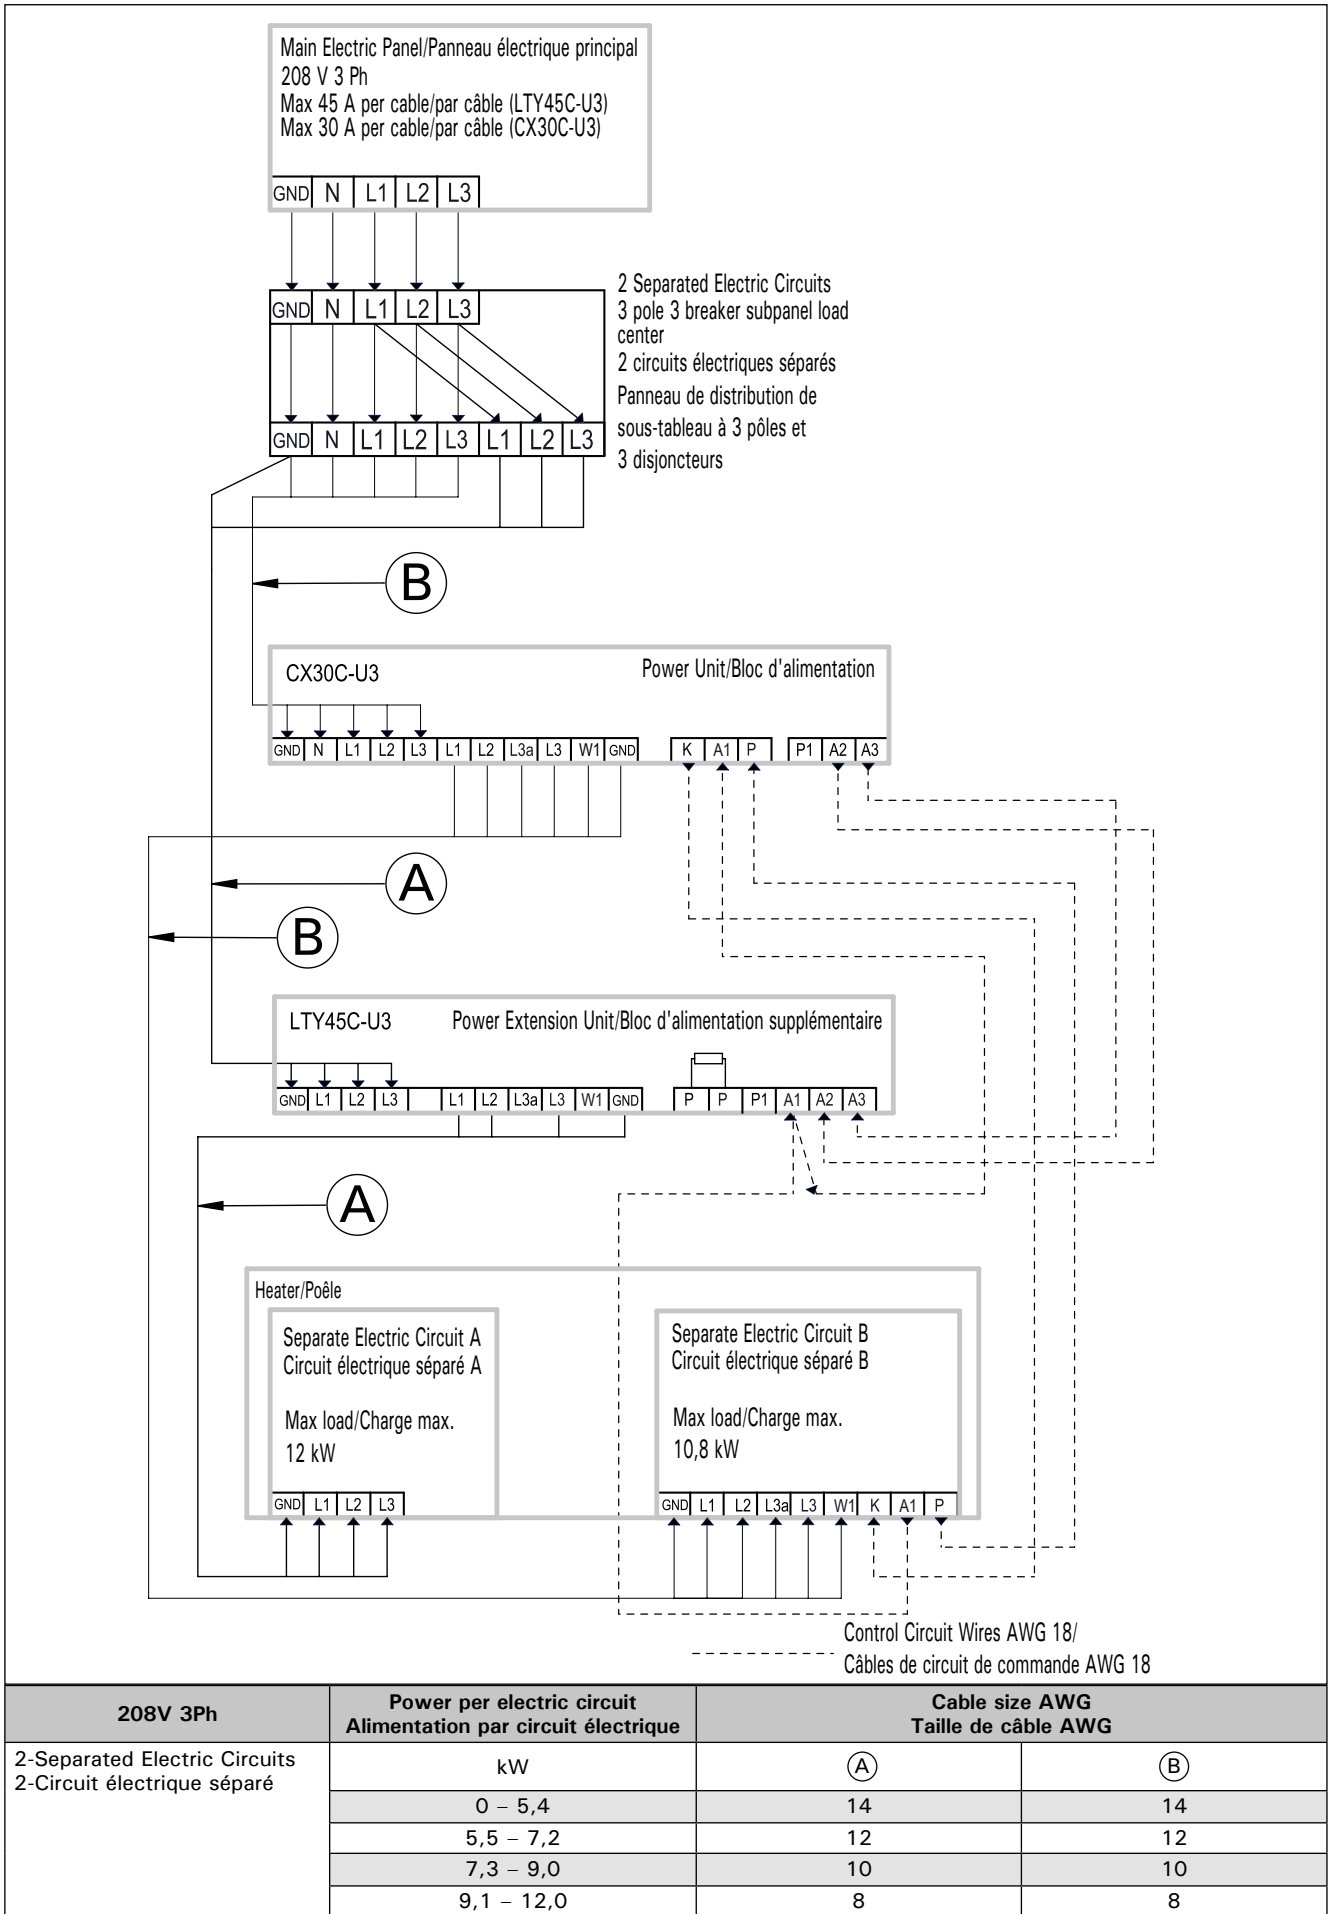 Main Electric Panel/Panneau électrique principal
208 V 3 Ph
Max 45 A per cable/par câble (LTY45C-U3)
Max 30 A per cable/par câble (CX30C-U3)
GND N L1 L2 L3
GND N L1 L2 L3
2 Separated Electric Circuits
3 pole 3 breaker subpanel load
center
2 circuits électriques séparés
Panneau de distribution de
sous-tableau à 3 pôles et
3 disjoncteurs
GND N L1 L2 L3 L1 L2 L3
B
CX30C-U3 Power Unit/Bloc d'alimentation
GND N L1 L2 L3 L1 L2 L3a L3 W1 GND K A1 P P1 A2 A3
A
B
LTY45C-U3 Power Extension Unit/Bloc d'alimentation supplémentaire
GND L1 L2 L3 L1 L2 L3a L3 W1 GND P P P1 A1 A2 A3
A
Heater/Poêle
Separate Electric Circuit A
Circuit électrique séparé A
Max load/Charge max.
12 kW
GND L1 L2 L3
Separate Electric Circuit B
Circuit électrique séparé B
Max load/Charge max.
10,8 kW
GND L1 L2 L3a L3 W1 K A1 P
Control Circuit Wires AWG 18/
Câbles de circuit de commande AWG 18
208V 3Ph
Power per electric circuit
Alimentation par circuit électrique
Cable size AWG
Taille de câble AWG
2-Separated Electric Circuits
2-Circuit électrique séparé
kW A B
0 – 5,4 14 14
5,5 – 7,2 12 12
7,3 – 9,0 10 10
9,1 – 12,0 8 8